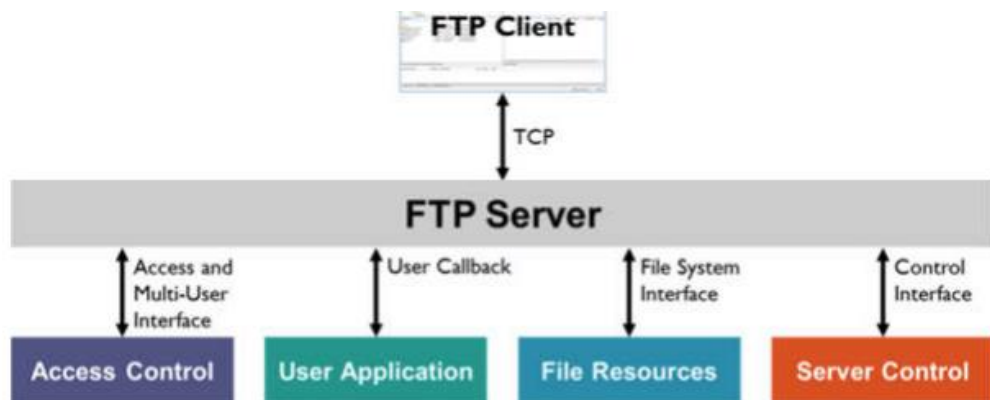 FTP Client
TCP
FTP Server
Access and
Multi-User
Interface
User Callback
File System
Interface
Control
Interface
Access Control
User Application
File Resources
Server Control